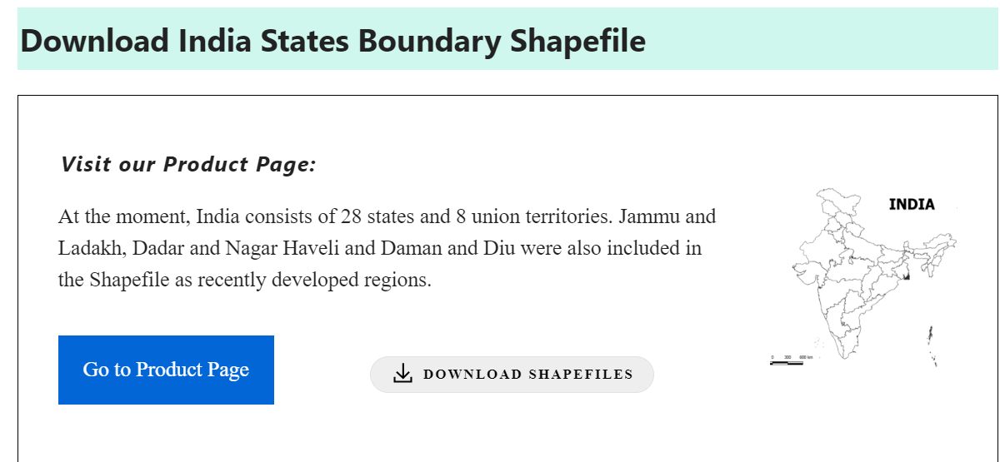 Download India States Boundary Shapefile
Visit our Product Page:
At the moment, India consists of 28 states and 8 union territories. Jammu and
Ladakh, Dadar and Nagar Haveli and Daman and Diu were also included in
the Shapefile as recently developed regions.
INDIA
0 300 600 km
Go to Product Page
DOWNLOAD SHAPEFILES